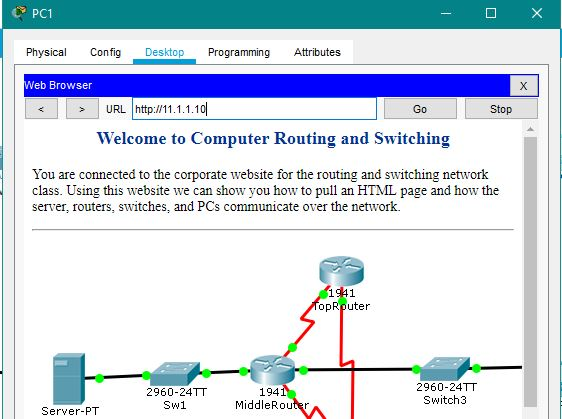 PC1
Physical Config Desktop Programming Attributes
Web Browser X
< > URL http://11.1.1.10 Go Stop
Welcome to Computer Routing and Switching
You are connected to the corporate website for the routing and switching network
class. Using this website we can show you how to pull an HTML page and how the
server, routers, switches, and PCs communicate over the network.
1941
TopRouter
Server-PT
2960-24TT
Sw1
1941
MiddleRouter
2960-24TT
Switch3